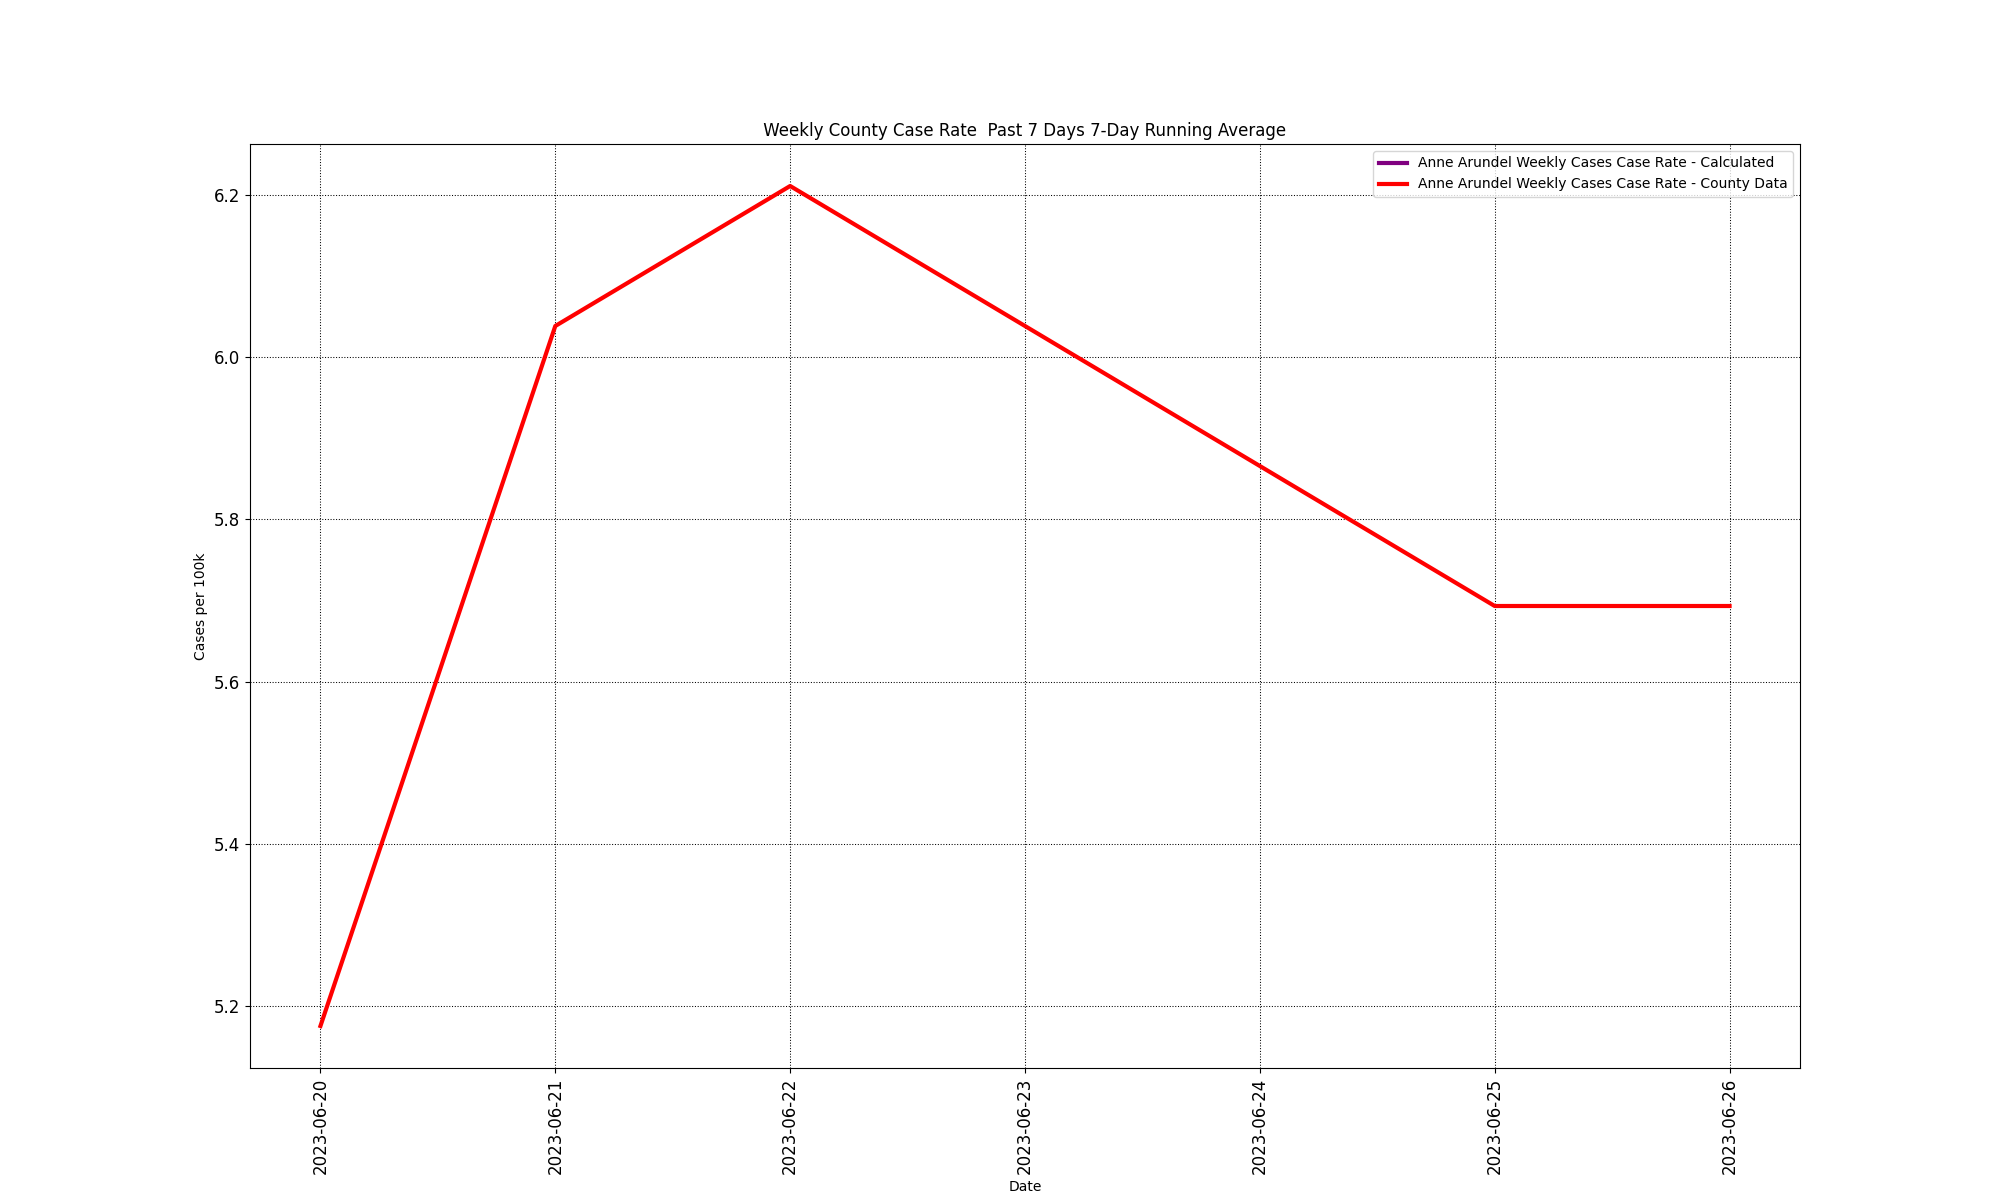 Weekly County Case Rate  Past 7 Days 7-Day Running Average
Anne Arundel Weekly Cases Case Rate - Calculated
Anne Arundel Weekly Cases Case Rate - County Data
6.2
6.0
5.8
5.6
5.4
5.2
Cases per 100k
2023-06-20
2023-06-21
2023-06-22
2023-06-23
2023-06-24
2023-06-25
2023-06-26
Date